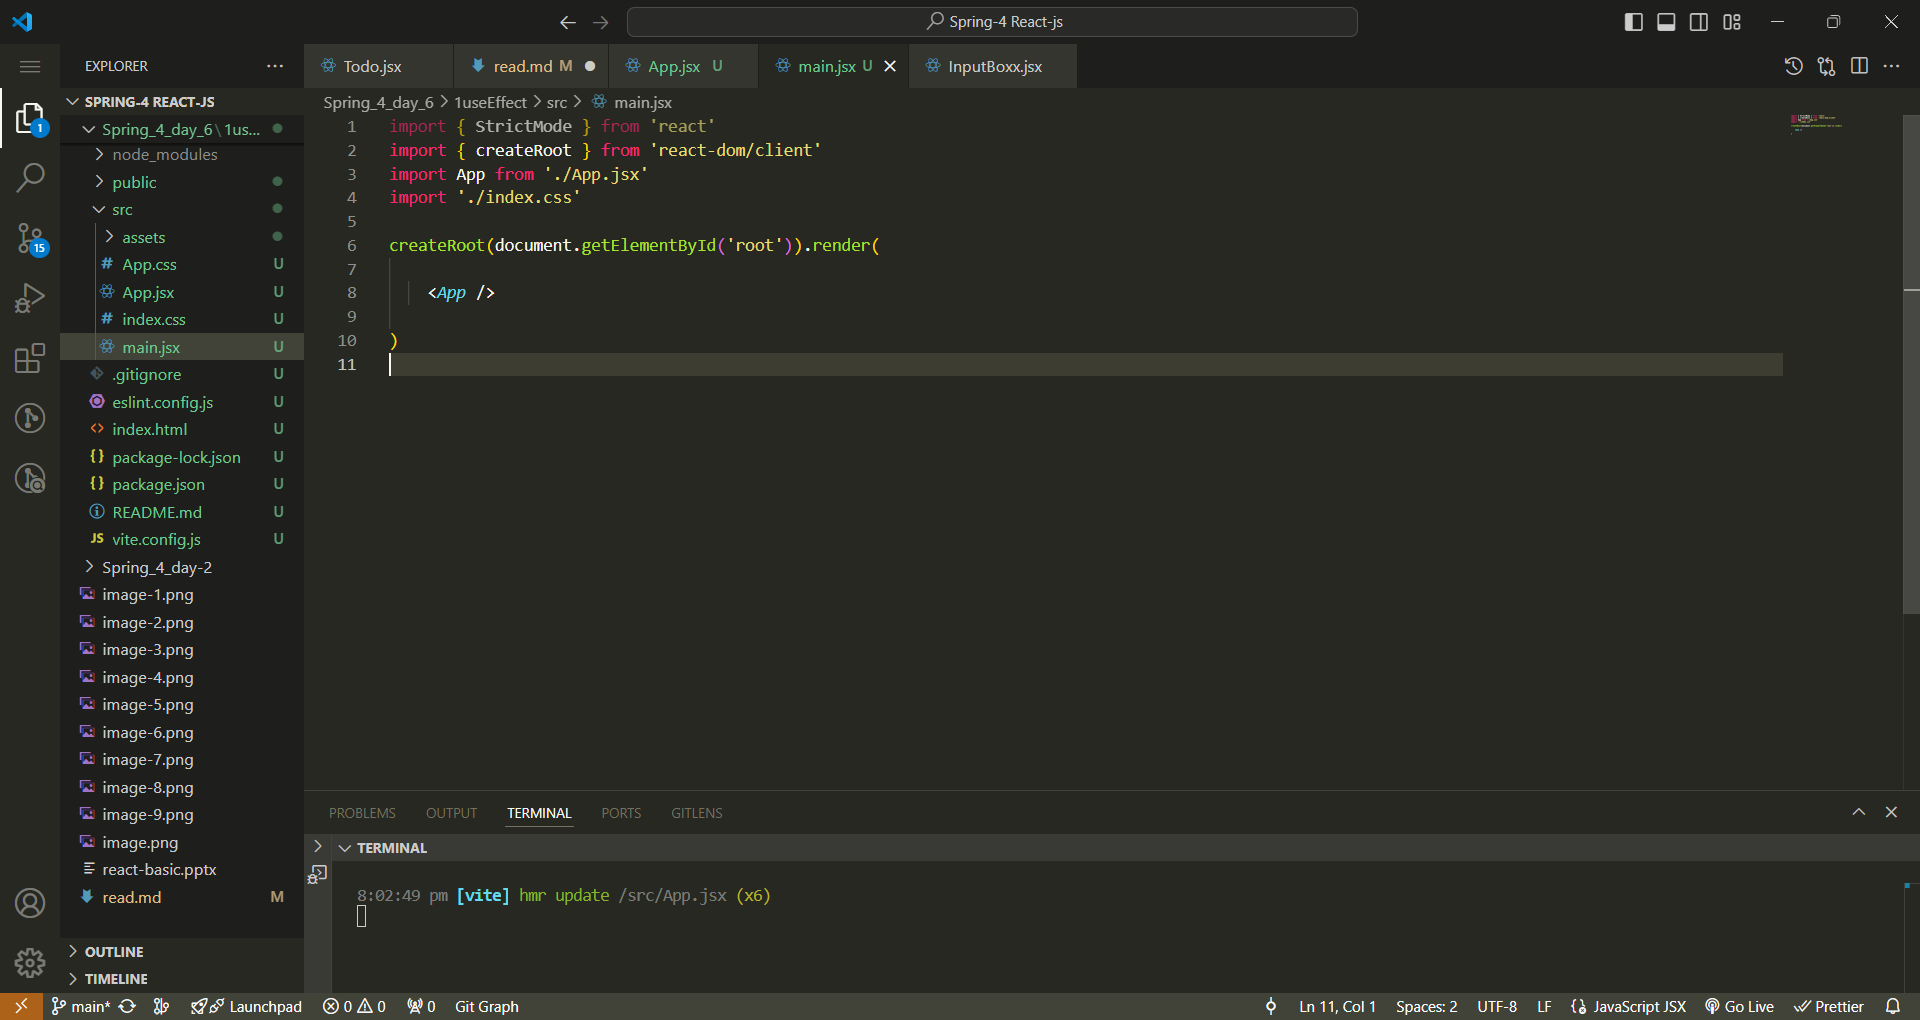 Spring-4 React-js
EXPLORER
Todo.jsx
read.md M
App.jsx U
main.jsx U
InputBoxx.jsx
SPRING-4 REACT-JS
Spring_4_day_6\1us...
node_modules
public
src
assets
App.css U
App.jsx U
index.css U
main.jsx U
.gitignore U
eslint.config.js U
index.html U
package-lock.json U
package.json U
README.md U
JS vite.config.js U
Spring_4_day-2
image-1.png
image-2.png
image-3.png
image-4.png
image-5.png
image-6.png
image-7.png
image-8.png
image-9.png
image.png
react-basic.pptx
read.md M
OUTLINE
TIMELINE
1
15
Spring_4_day_6 > 1useEffect > src > main.jsx
1 import { StrictMode } from 'react'
2 import { createRoot } from 'react-dom/client'
3 import App from './App.jsx'
4 import './index.css'
5
6 createRoot(document.getElementById('root')).render(
7
8 <App />
9
10 )
11
PROBLEMS OUTPUT TERMINAL PORTS GITLENS
TERMINAL
8:02:49 pm [vite] hmr update /src/App.jsx (x6)
main* Launchpad 0 0 0 Git Graph Ln 11, Col 1 Spaces: 2 UTF-8 LF JavaScript JSX Go Live Prettier